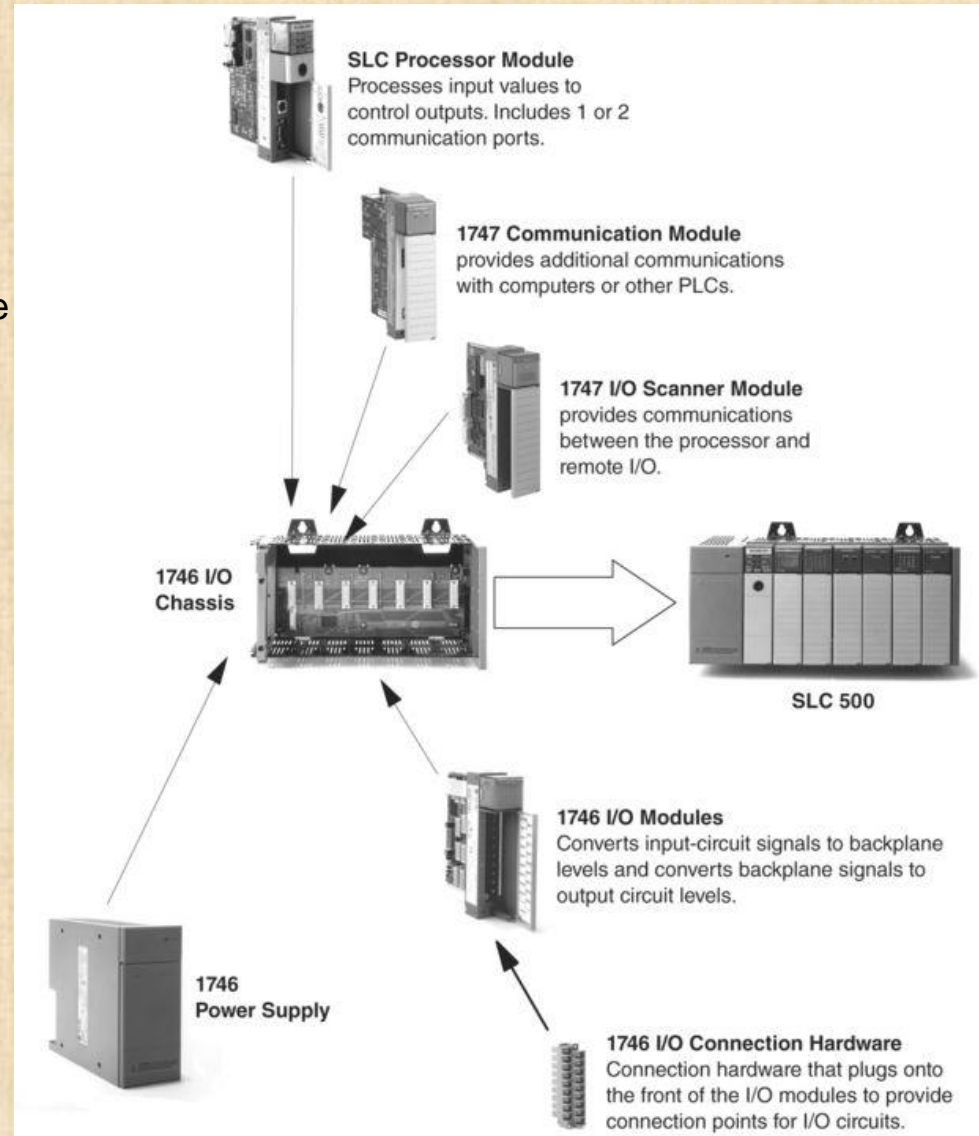 SLC Processor Module
Processes input values to
control outputs. Includes 1 or 2
communication ports.
1747 Communication Module
provides additional communications
with computers or other PLCs.
e
1747 I/O Scanner Module
provides communications
between the processor and
remote I/O.
1746 I/O
Chassis
SLC 500
1746 I/O Modules
Converts input-circuit signals to backplane
levels and converts backplane signals to
output circuit levels.
1746
Power Supply
1746 I/O Connection Hardware
Connection hardware that plugs onto
the front of the I/O modules to provide
connection points for I/O circuits.